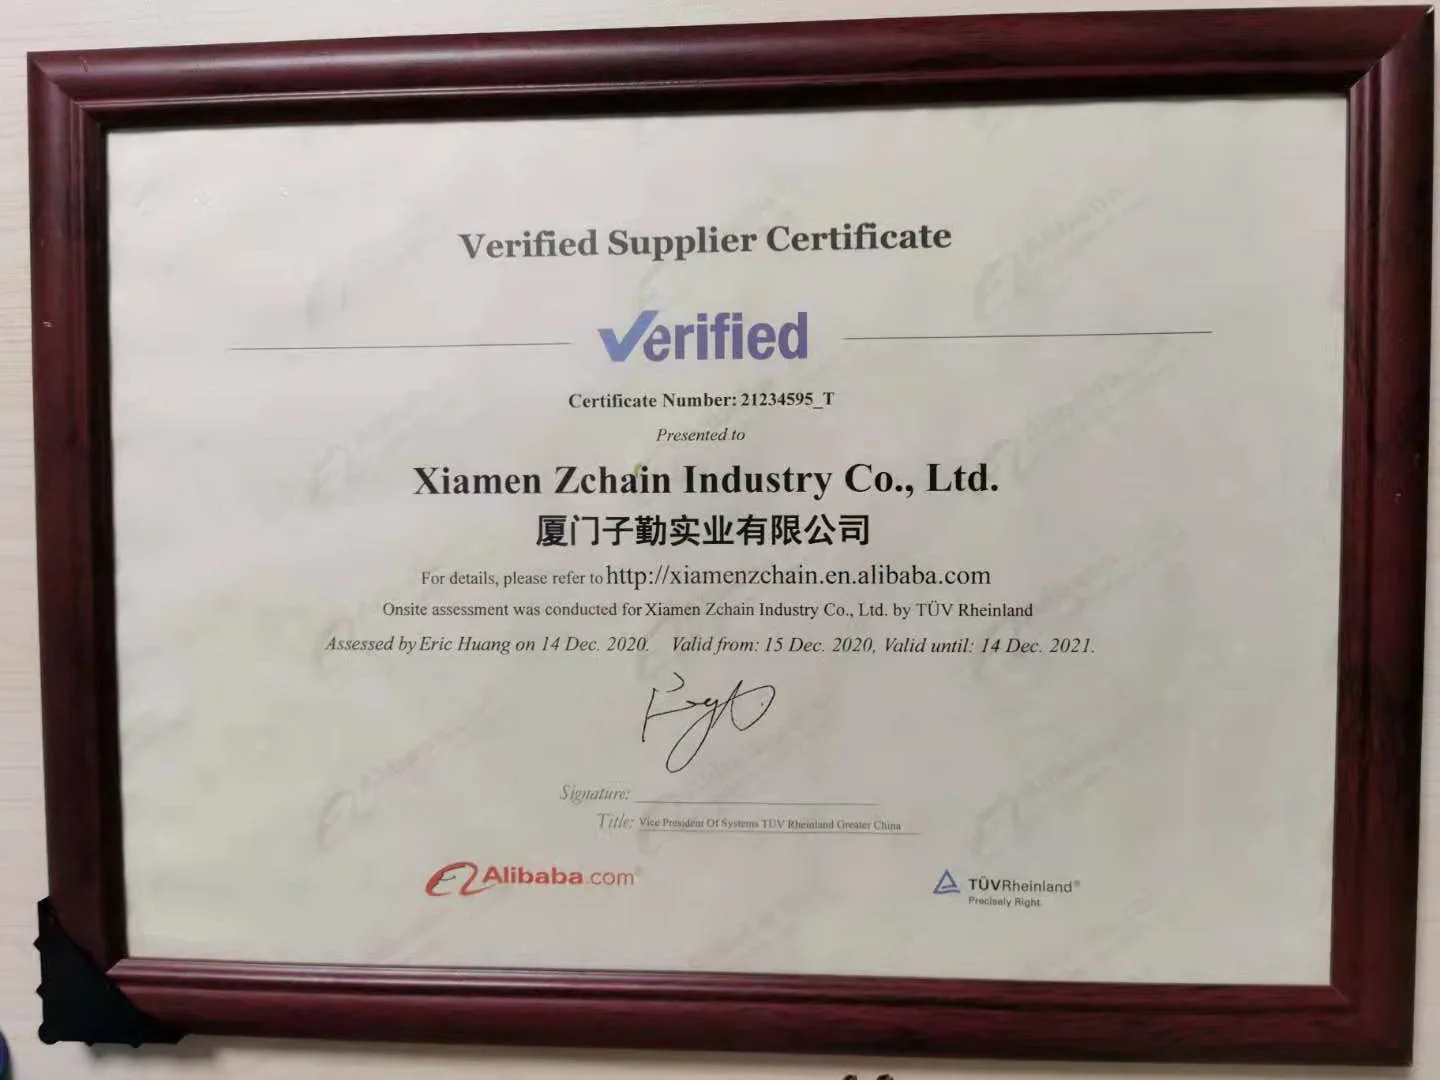 Verified Supplier Certificate
Verified
Certificate Number: 21234595_T
Presented to
Xiamen Zchain Industry Co., Ltd.
厦门子勤实业有限公司
For details, please refer to http://xiamenzchain.en.alibaba.com
Onsite assessment was conducted for Xiamen Zchain Industry Co., Ltd. by TÜV Rheinland
Assessed by Eric Huang on 14 Dec. 2020. Valid from: 15 Dec. 2020, Valid until: 14 Dec. 2021.
Signature:
Title: Vice President Of Systems TÜV Rheinland Greater China
Alibaba.com®
TÜVRheinland®
Precisely Right